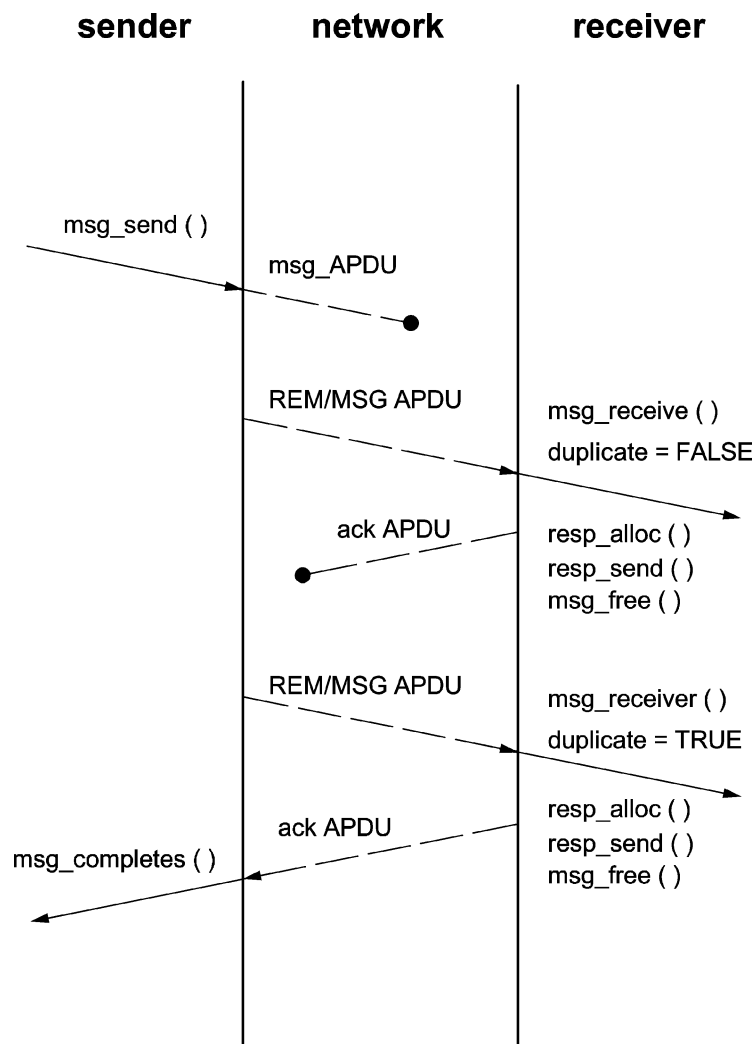 sender network receiver
msg_send ( )
msg_APDU
REM/MSG APDU
msg_receive ( )
duplicate = FALSE
ack APDU
resp_alloc ( )
resp_send ( )
msg_free ( )
REM/MSG APDU
msg_receiver ( )
duplicate = TRUE
ack APDU
resp_alloc ( )
resp_send ( )
msg_completes ( )
msg_free ( )